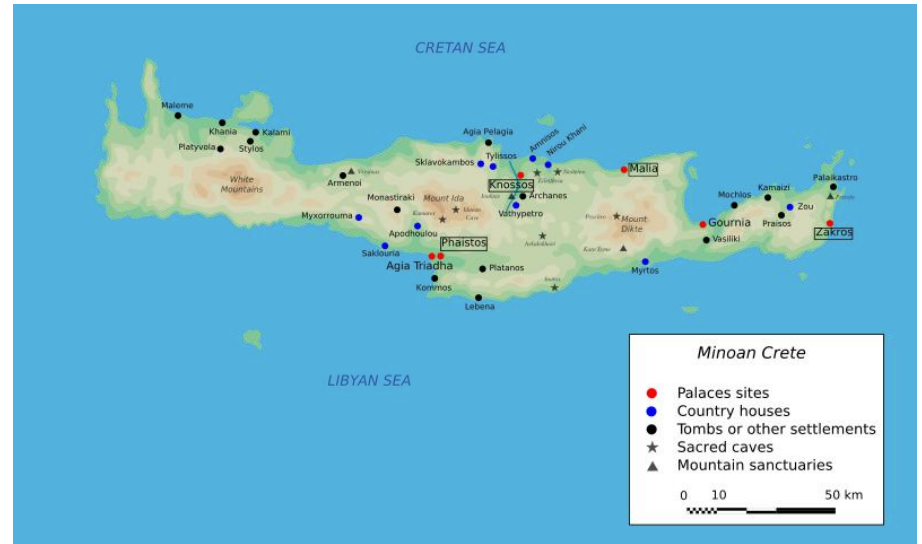 CRETAN SEA
Malome
Khania
Kalami
Platyvola
Stylos
Agia Pelagia
Amnisos
Nirou Khani
Sklavokambos
Tylissos
Malia
White
Mountains
Armenoi
Knossos
Archanes
Vathypetro
Monastiraki
Mount Ida
Myxorrouma
Apodhoulou
Saklouria
Phaistos
Agia Triadha
Kommos
Platanos
Lebena
Mount
Dikte
Myrtos
Mochlos
Kamaizi
Palaikastro
Zou
Gournia
Praisos
Vasiliki
Zakros
LIBYAN SEA
Minoan Crete
Palaces sites
Country houses
Tombs or other settlements
Sacred caves
Mountain sanctuaries
0 10 50 km